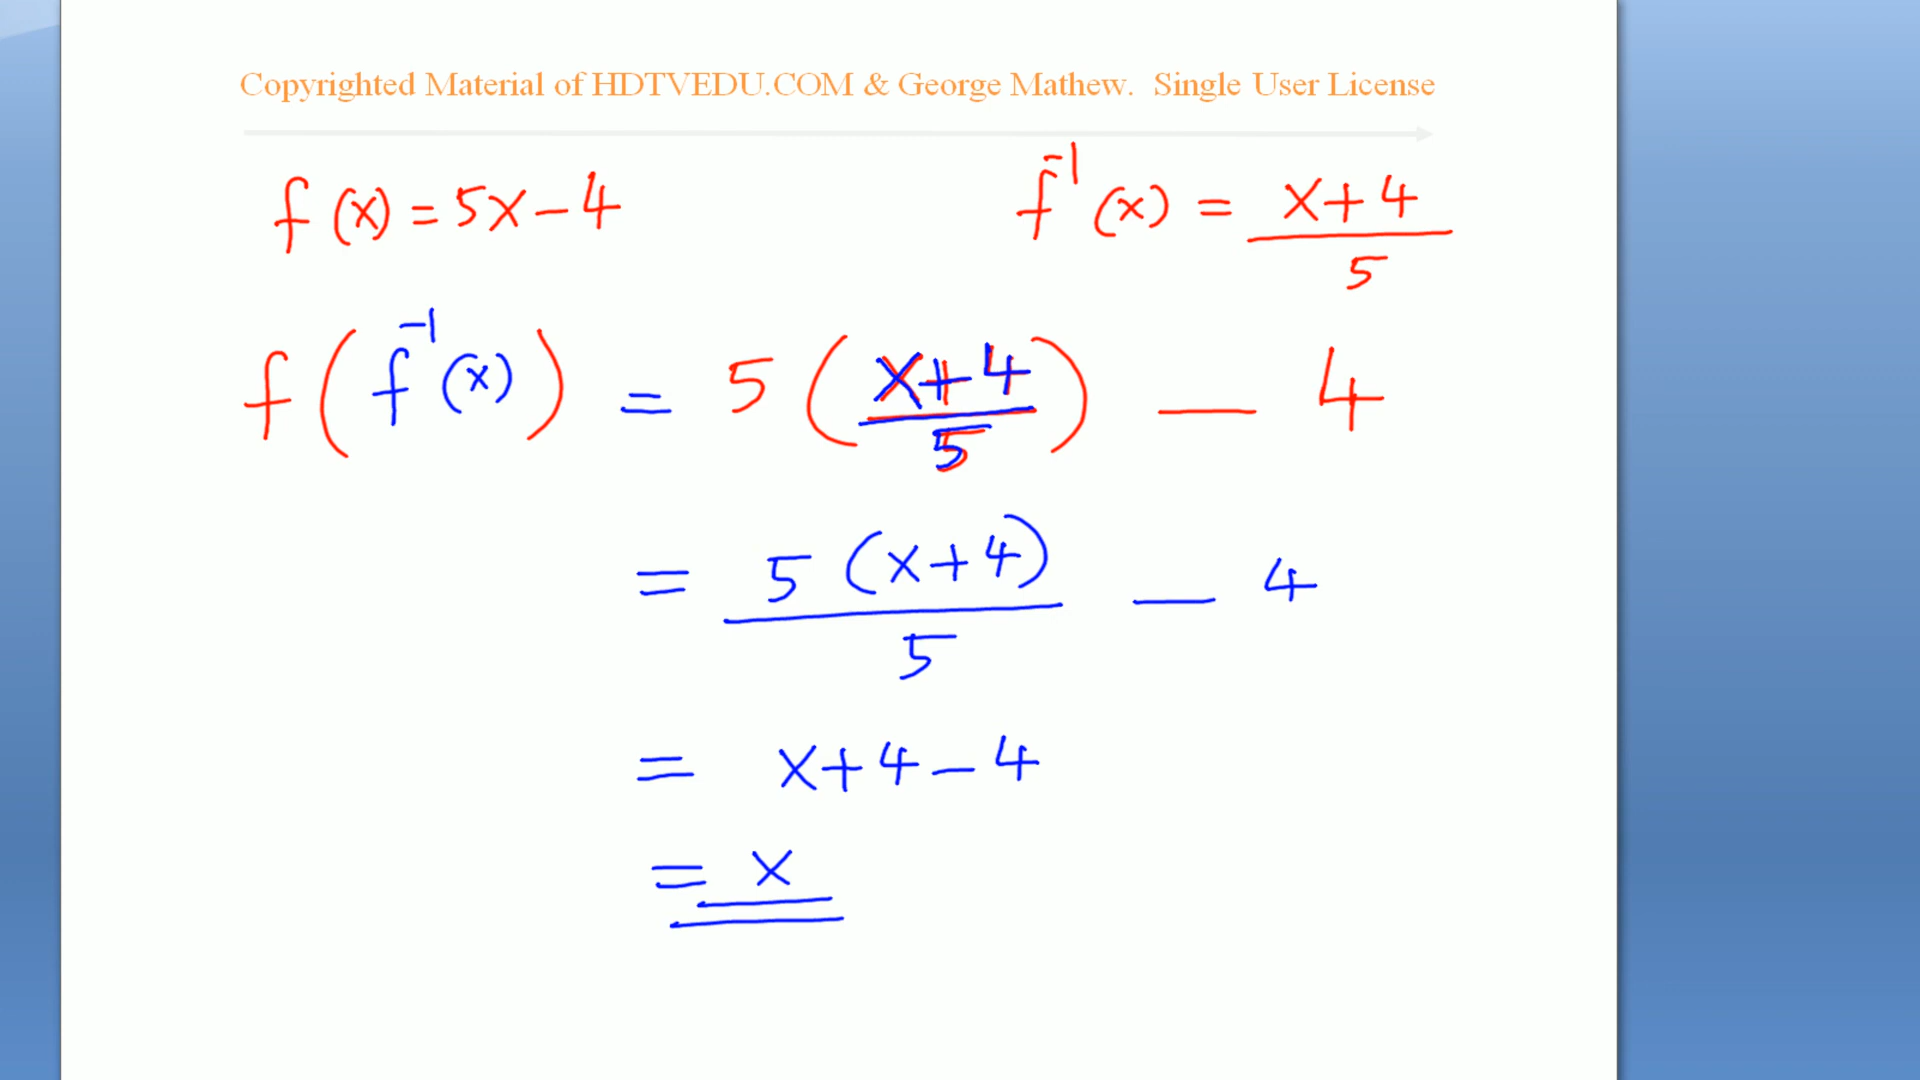 Copyrighted Material of HDTVEDU.COM & George Mathew. Single User License
f(x) = 5x - 4
f⁻¹(x) = (x+4)/5
f(f⁻¹(x)) = 5((x+4)/5) - 4
= 5(x+4)/5 - 4
= x+4-4
= x